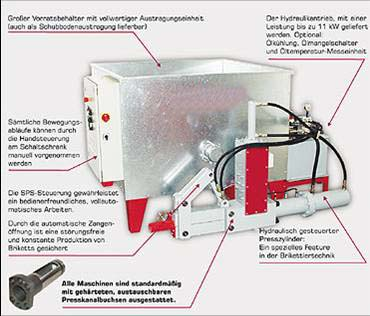 Großer Vorratsbehälter mit vollwertiger Austragungseinheit
(auch als Schubbodenaustragung lieferbar)
Der Hydraulikantrieb, mit einer
Leistung bis zu 11 kW geliefert
werden. Optional:
Ölkühlung, Ölmangelschalter
und Öltemperatur-Messeinheit
Sämtliche Bewegungs-
abläufe können durch
die Handsteuerung
am Schaltschrank
manuell vorgenommen
werden
Die SPS-Steuerung gewährleistet
ein bedienerfreundliches, vollauto-
matisches Arbeiten.
Durch die automatische Zangen-
öffnung ist eine störungsfreie
und konstante Produktion von
Briketts gesichert
Hydraulisch gesteuerter
Presszylinder:
Ein spezielles Feature
in der Brikettiertechnik
Alle Maschinen sind standardmäßig
mit gehärteten, austauschbaren
Presskanalbuchsen ausgestattet.